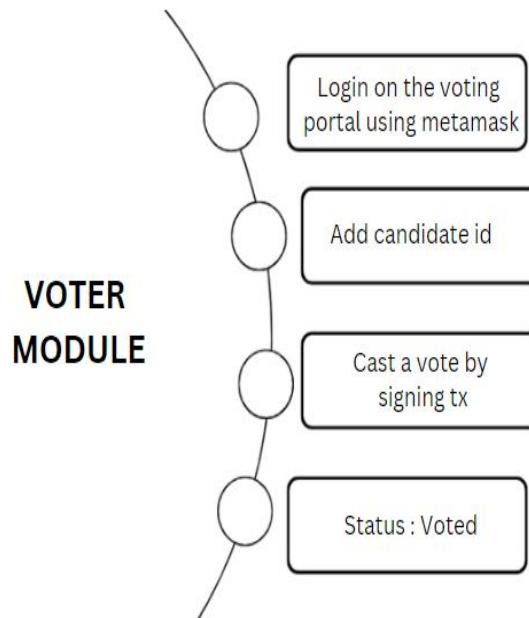 Login on the voting
portal using metamask
Add candidate id
VOTER
MODULE
Cast a vote by
signing tx
Status : Voted